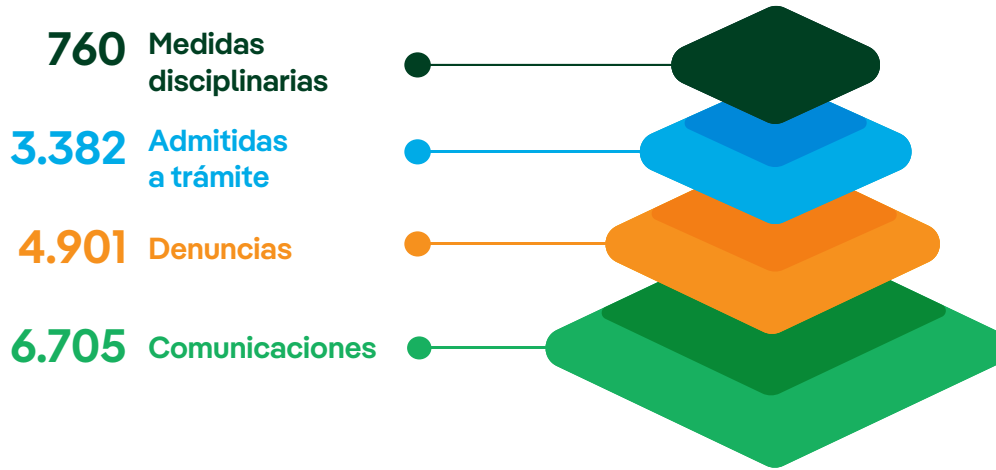 760 Medidas
disciplinarias
3.382 Admitidas
a trámite
4.901 Denuncias
6.705 Comunicaciones